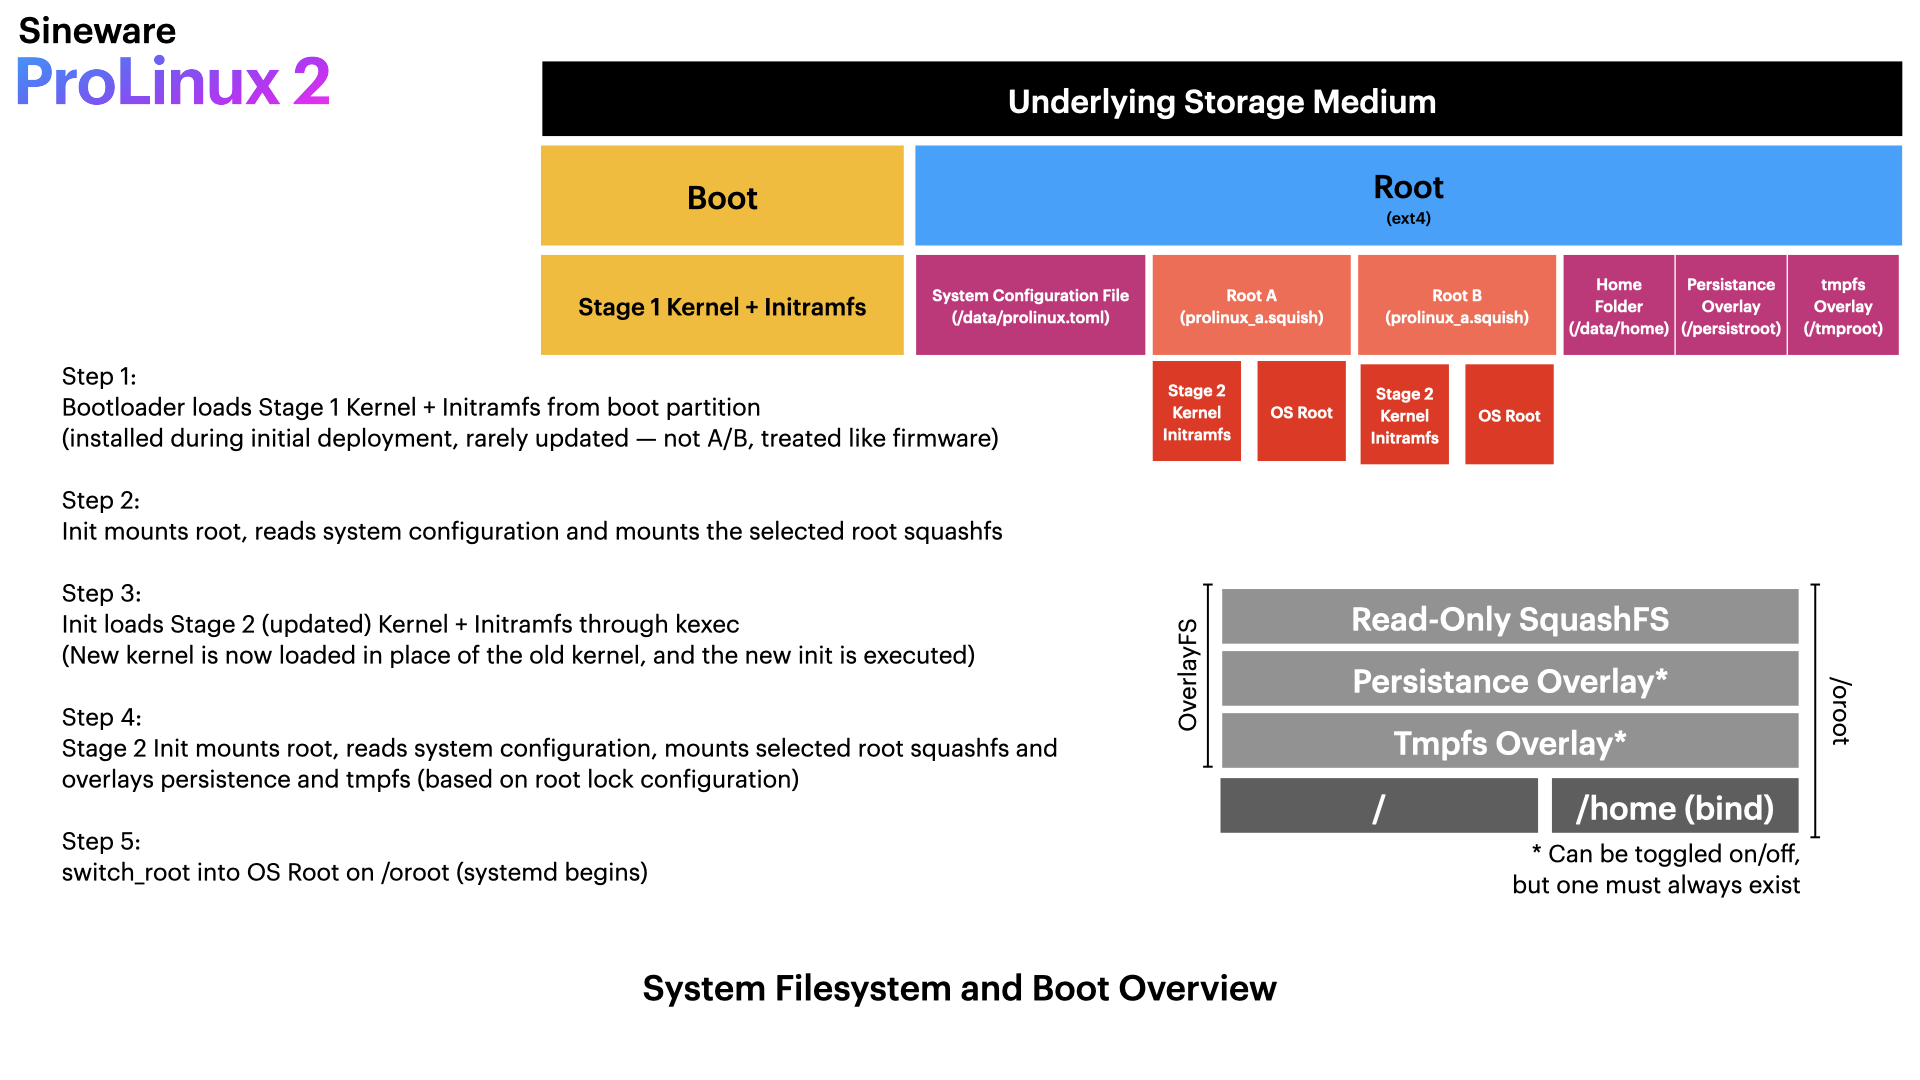 Sineware
ProLinux 2
Underlying Storage Medium
Boot
Root
(ext4)
Stage 1 Kernel + Initramfs
System Configuration File
(/data/prolinux.toml)
Root A
(prolinux_a.squish)
Root B
(prolinux_a.squish)
Home
Folder
(/data/home)
Persistance
Overlay
(/persistroot)
tmpfs
Overlay
(/tmproot)
Stage 2
Kernel
Initramfs
OS Root
Stage 2
Kernel
Initramfs
OS Root
Step 1:
Bootloader loads Stage 1 Kernel + Initramfs from boot partition
(installed during initial deployment, rarely updated — not A/B, treated like firmware)
Step 2:
Init mounts root, reads system configuration and mounts the selected root squashfs
Step 3:
Init loads Stage 2 (updated) Kernel + Initramfs through kexec
(New kernel is now loaded in place of the old kernel, and the new init is executed)
Step 4:
Stage 2 Init mounts root, reads system configuration, mounts selected root squashfs and
overlays persistence and tmpfs (based on root lock configuration)
Step 5:
switch_root into OS Root on /oroot (systemd begins)
OverlayFS
Read-Only SquashFS
Persistance Overlay*
Tmpfs Overlay*
/
/home (bind)
/oroot
* Can be toggled on/off,
but one must always exist
System Filesystem and Boot Overview